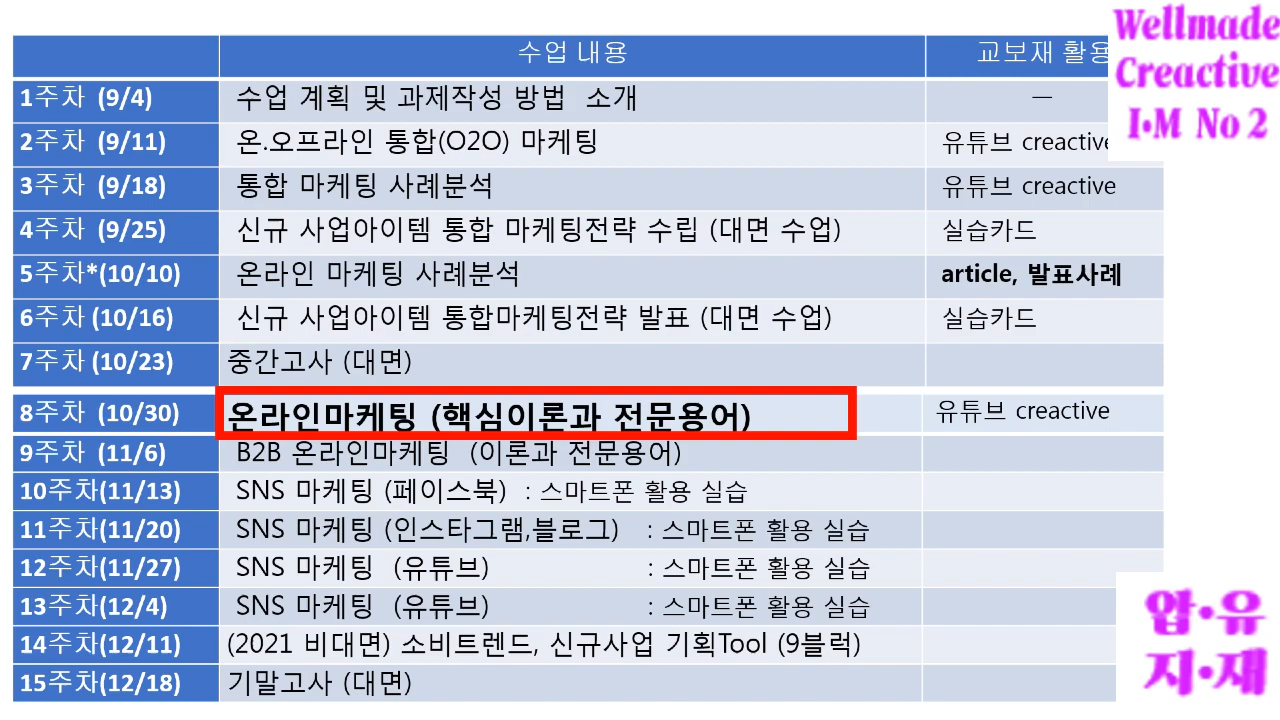 수업 내용 교보재 활용
1주차 (9/4) 수업 계획 및 과제작성 방법 소개 –
2주차 (9/11) 온.오프라인 통합(O2O) 마케팅 유튜브 creactive
3주차 (9/18) 통합 마케팅 사례분석 유튜브 creactive
4주차 (9/25) 신규 사업아이템 통합 마케팅전략 수립 (대면 수업) 실습카드
5주차*(10/10) 온라인 마케팅 사례분석 article, 발표사례
6주차 (10/16) 신규 사업아이템 통합마케팅전략 발표 (대면 수업) 실습카드
7주차 (10/23) 중간고사 (대면)
8주차 (10/30) 온라인마케팅 (핵심이론과 전문용어) 유튜브 creactive
9주차 (11/6) B2B 온라인마케팅 (이론과 전문용어)
10주차(11/13) SNS 마케팅 (페이스북) : 스마트폰 활용 실습
11주차(11/20) SNS 마케팅 (인스타그램,블로그) : 스마트폰 활용 실습
12주차(11/27) SNS 마케팅 (유튜브) : 스마트폰 활용 실습
13주차(12/4) SNS 마케팅 (유튜브) : 스마트폰 활용 실습
14주차(12/11) (2021 비대면) 소비트렌드, 신규사업 기획Tool (9블럭)
15주차(12/18) 기말고사 (대면)
Wellmade
Creactive
I•M No 2
압•유
지•재